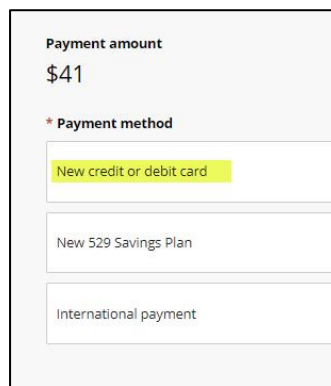 Payment amount
$41
* Payment method
New credit or debit card
New 529 Savings Plan
International payment